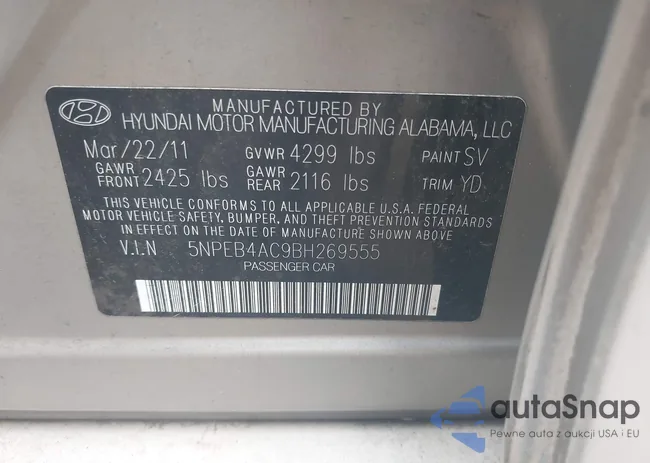 MANUFACTURED BY
HYUNDAI MOTOR MANUFACTURING ALABAMA, LLC
Mar/22/11 GVWR 4299 lbs PAINT SV
GAWR FRONT 2425 lbs GAWR REAR 2116 lbs TRIM YD
THIS VEHICLE CONFORMS TO ALL APPLICABLE U.S.A. FEDERAL
MOTOR VEHICLE SAFETY, BUMPER, AND THEFT PREVENTION STANDARDS
IN EFFECT ON THE DATE OF MANUFACTURE SHOWN ABOVE.
V.I.N 5NPEB4AC9BH269555
PASSENGER CAR
autaSnap
Pewne auta z aukcji USA i EU